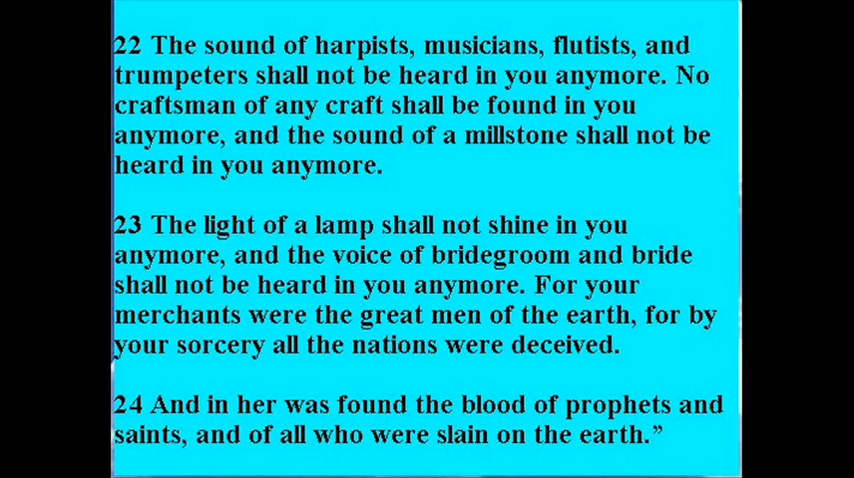 22 The sound of harpists, musicians, flutists, and
trumpeters shall not be heard in you anymore. No
craftsman of any craft shall be found in you
anymore, and the sound of a millstone shall not be
heard in you anymore.
23 The light of a lamp shall not shine in you
anymore, and the voice of bridegroom and bride
shall not be heard in you anymore. For your
merchants were the great men of the earth, for by
your sorcery all the nations were deceived.
24 And in her was found the blood of prophets and
saints, and of all who were slain on the earth.”